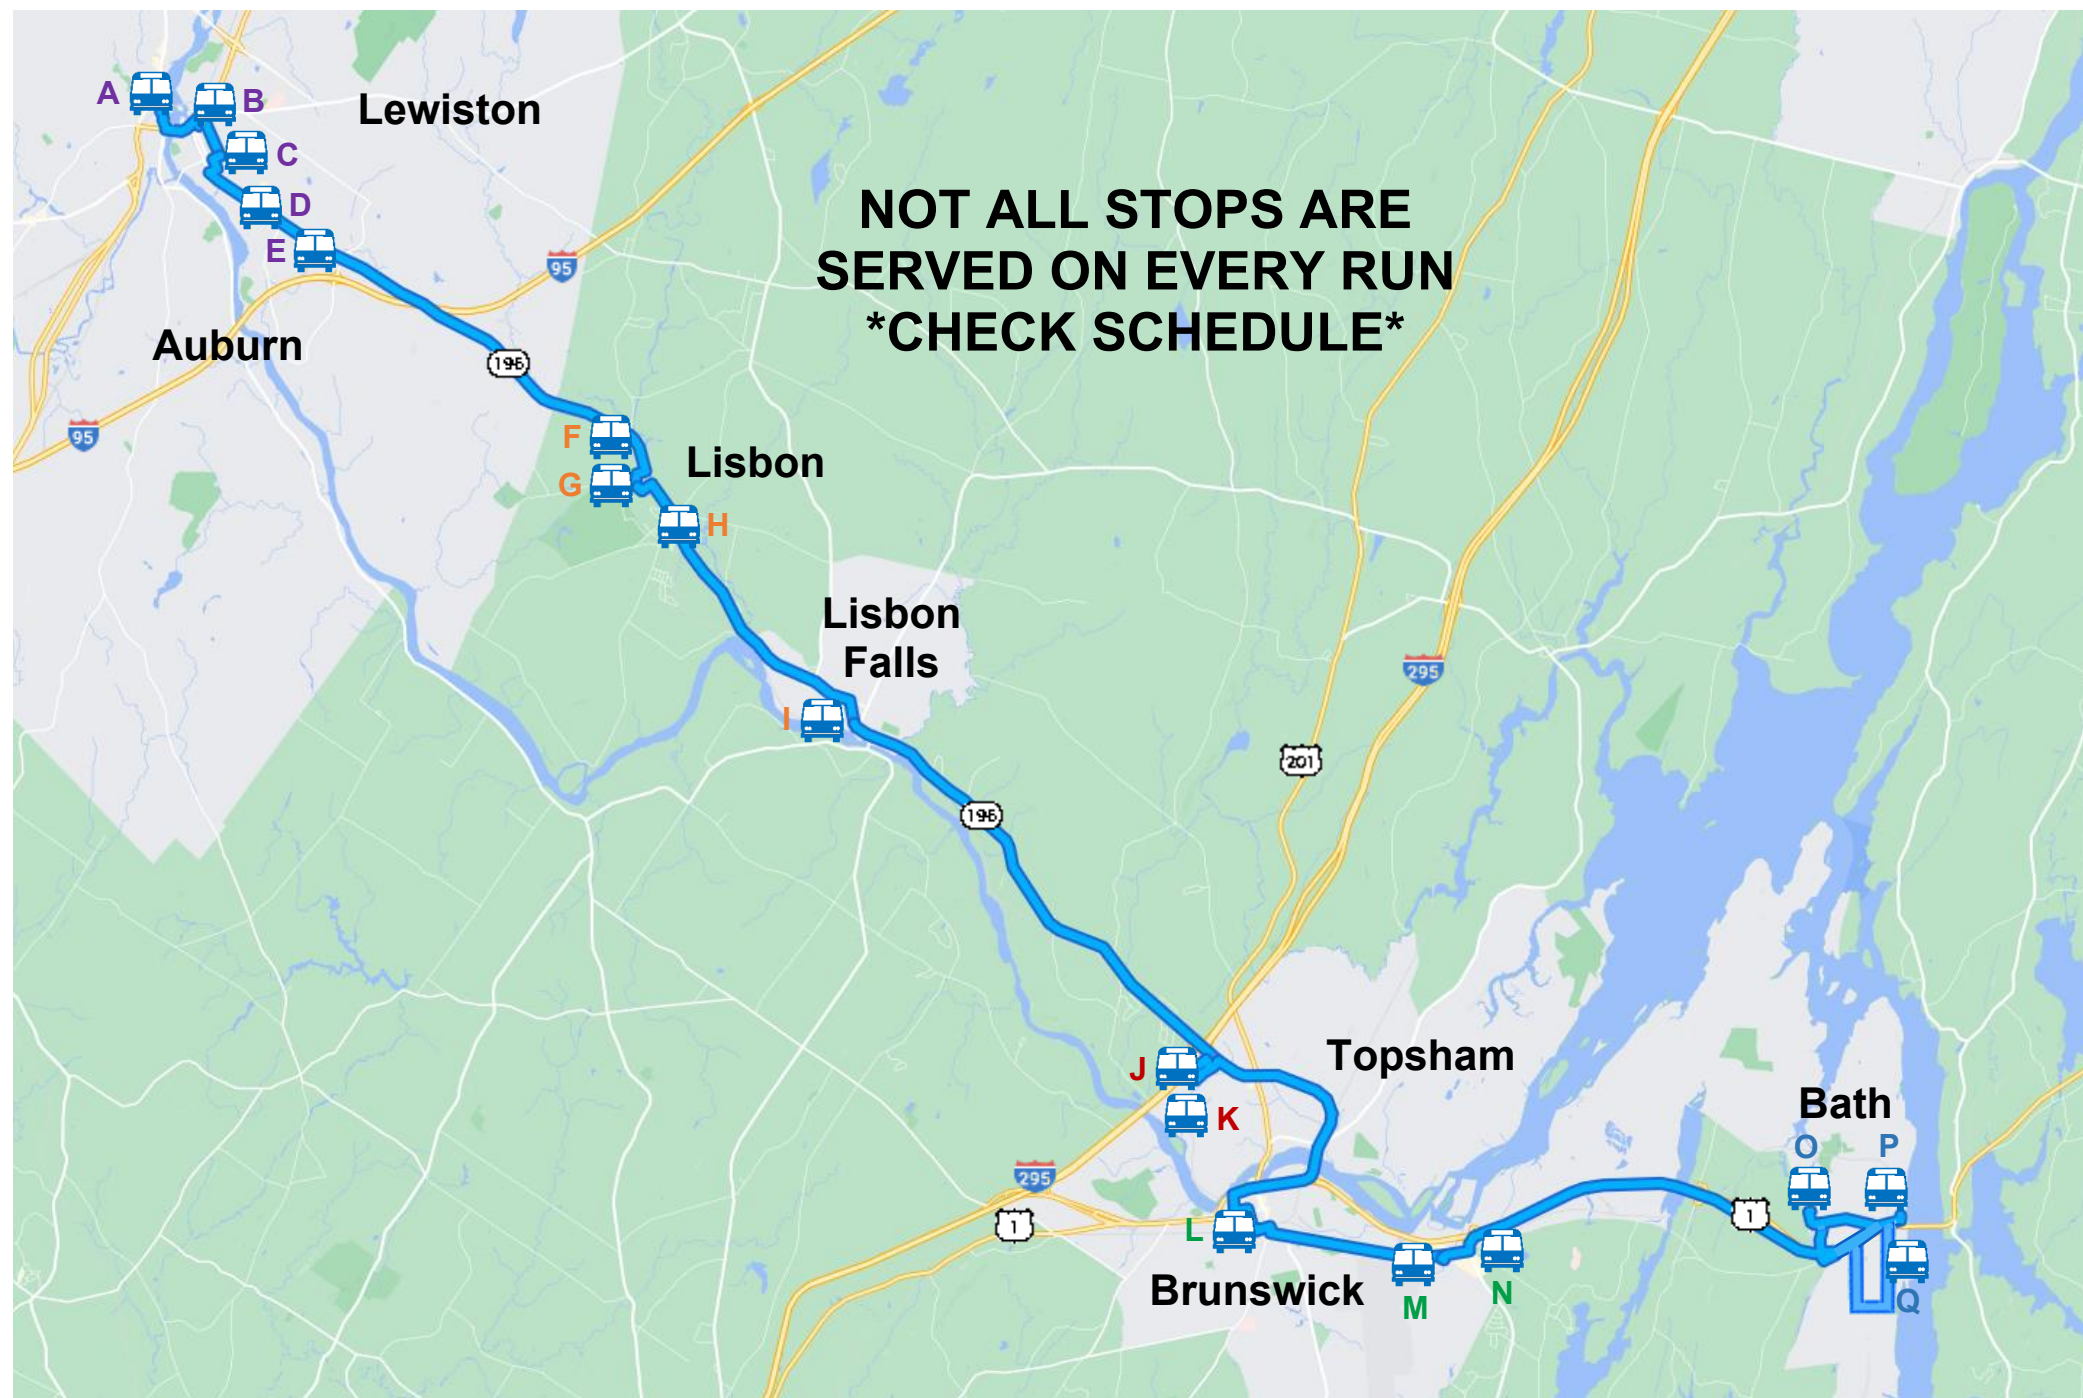 A
B
Lewiston
C
D
E
95
NOT ALL STOPS ARE
SERVED ON EVERY RUN
*CHECK SCHEDULE*
Auburn
196
95
F
Lisbon
G
H
Lisbon
Falls
I
295
201
196
J
Topsham
K
Bath
O
P
295
1
L
1
Brunswick
M
N
Q